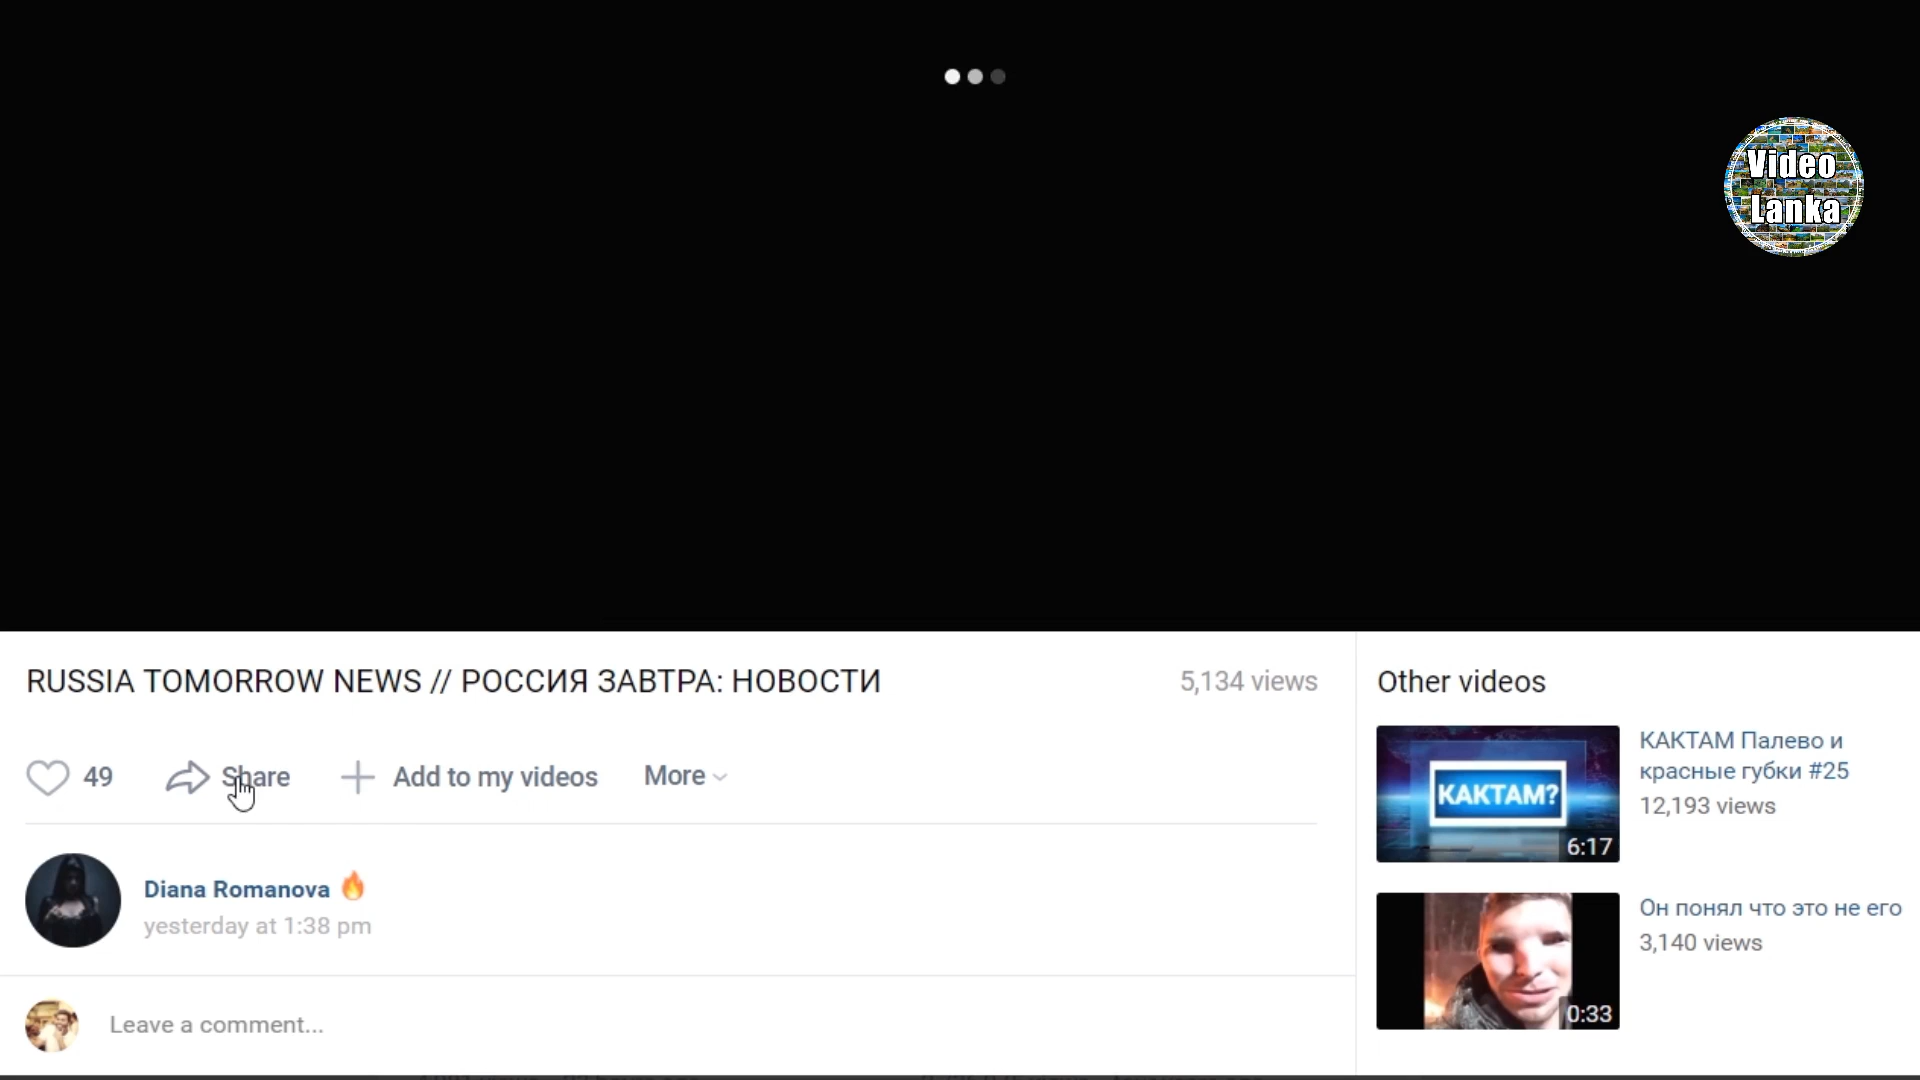 Video
Lanka
RUSSIA TOMORROW NEWS // РОССИЯ ЗАВТРА: НОВОСТИ
5,134 views
49
Share
Add to my videos
More
Diana Romanova
yesterday at 1:38 pm
Leave a comment...
Other videos
КАКТАМ?
6:17
КАКТАМ Палево и
красные губки #25
12,193 views
0:33
Он понял что это не его
3,140 views